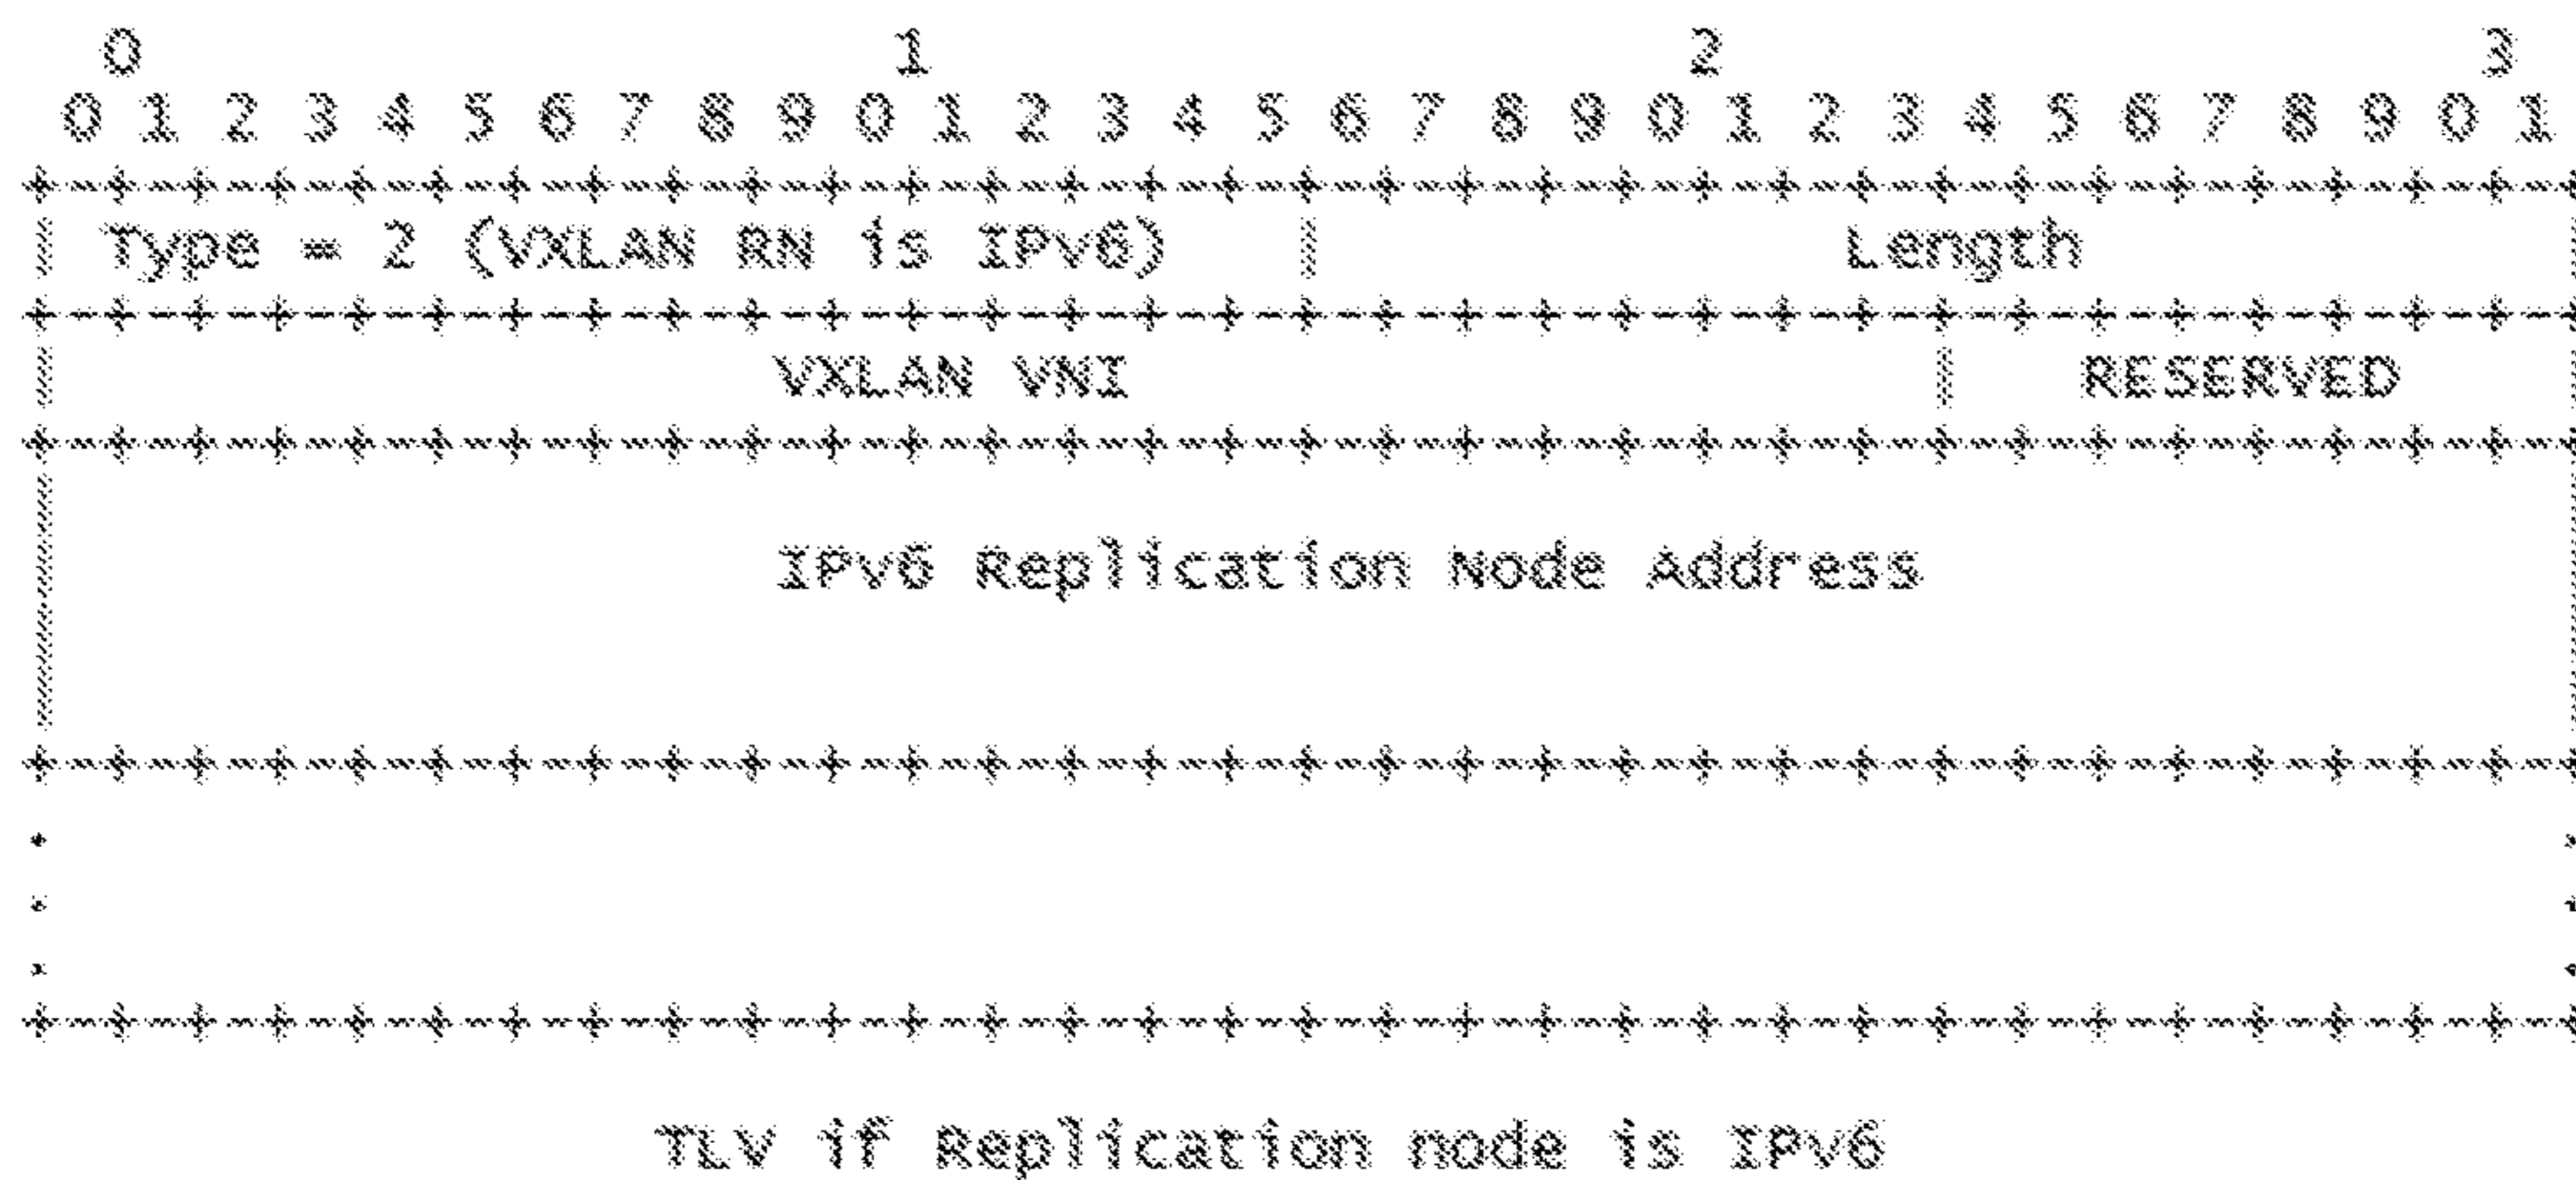 0 1 2 3
0 1 2 3 4 5 6 7 8 9 0 1 2 3 4 5 6 7 8 9 0 1 2 3 4 5 6 7 8 9 0 1
+-+-+-+-+-+-+-+-+-+-+-+-+-+-+-+-+-+-+-+-+-+-+-+-+-+-+-+-+-+-+-+-+
| Type = 2 (VXLAN RN is IPv6) | Length |
+-+-+-+-+-+-+-+-+-+-+-+-+-+-+-+-+-+-+-+-+-+-+-+-+-+-+-+-+-+-+-+-+
| VXLAN VNI | RESERVED |
+-+-+-+-+-+-+-+-+-+-+-+-+-+-+-+-+-+-+-+-+-+-+-+-+-+-+-+-+-+-+-+-+
| IPv6 Replication Node Address |
+-+-+-+-+-+-+-+-+-+-+-+-+-+-+-+-+-+-+-+-+-+-+-+-+-+-+-+-+-+-+-+-+
. .
. .
. .
+-+-+-+-+-+-+-+-+-+-+-+-+-+-+-+-+-+-+-+-+-+-+-+-+-+-+-+-+-+-+-+-+
TLV if Replication node is IPv6